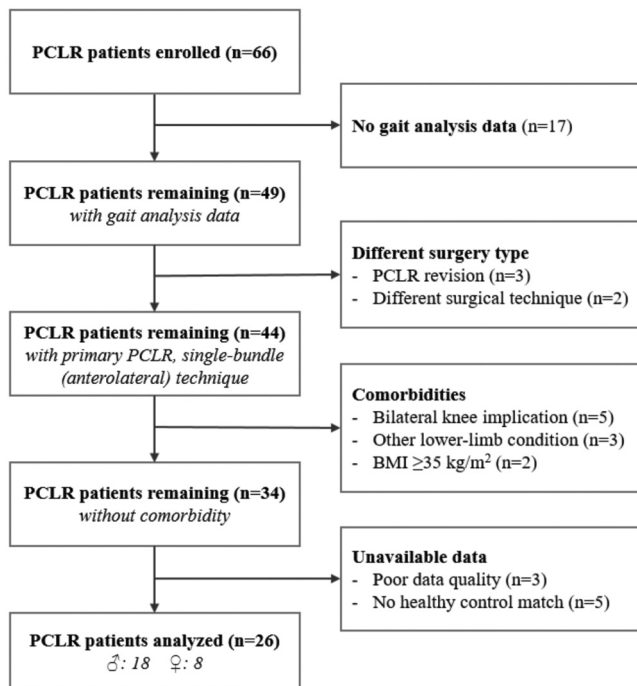 PCLR patients enrolled (n=66)
No gait analysis data (n=17)
PCLR patients remaining (n=49)
with gait analysis data
Different surgery type
- PCLR revision (n=3)
- Different surgical technique (n=2)
PCLR patients remaining (n=44)
with primary PCLR, single-bundle
(anterolateral) technique
Comorbidities
- Bilateral knee implication (n=5)
- Other lower-limb condition (n=3)
- BMI ≥35 kg/m² (n=2)
PCLR patients remaining (n=34)
without comorbidity
Unavailable data
- Poor data quality (n=3)
- No healthy control match (n=5)
PCLR patients analyzed (n=26)
♂: 18 ♀: 8